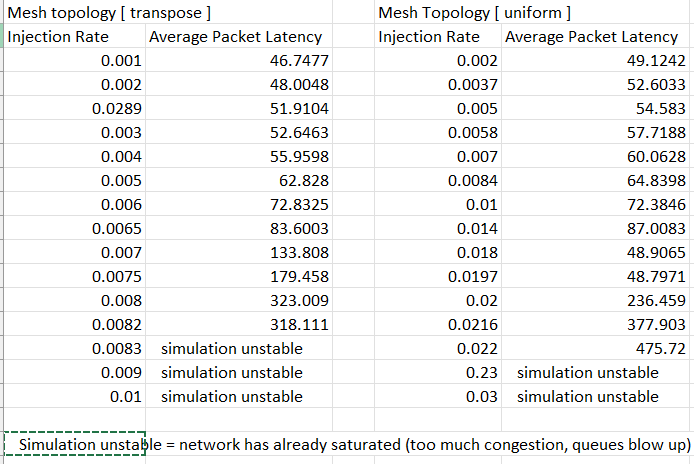 Mesh topology [ transpose ] Mesh Topology [ uniform ]
Injection Rate Average Packet Latency Injection Rate Average Packet Latency
0.001 46.7477 0.002 49.1242
0.002 48.0048 0.0037 52.6033
0.0289 51.9104 0.005 54.583
0.003 52.6463 0.0058 57.7188
0.004 55.9598 0.007 60.0628
0.005 62.828 0.0084 64.8398
0.006 72.8325 0.01 72.3846
0.0065 83.6003 0.014 87.0083
0.007 133.808 0.018 48.9065
0.0075 179.458 0.0197 48.7971
0.008 323.009 0.02 236.459
0.0082 318.111 0.0216 377.903
0.0083 simulation unstable 0.022 475.72
0.009 simulation unstable 0.23 simulation unstable
0.01 simulation unstable 0.03 simulation unstable
Simulation unstable = network has already saturated (too much congestion, queues blow up)